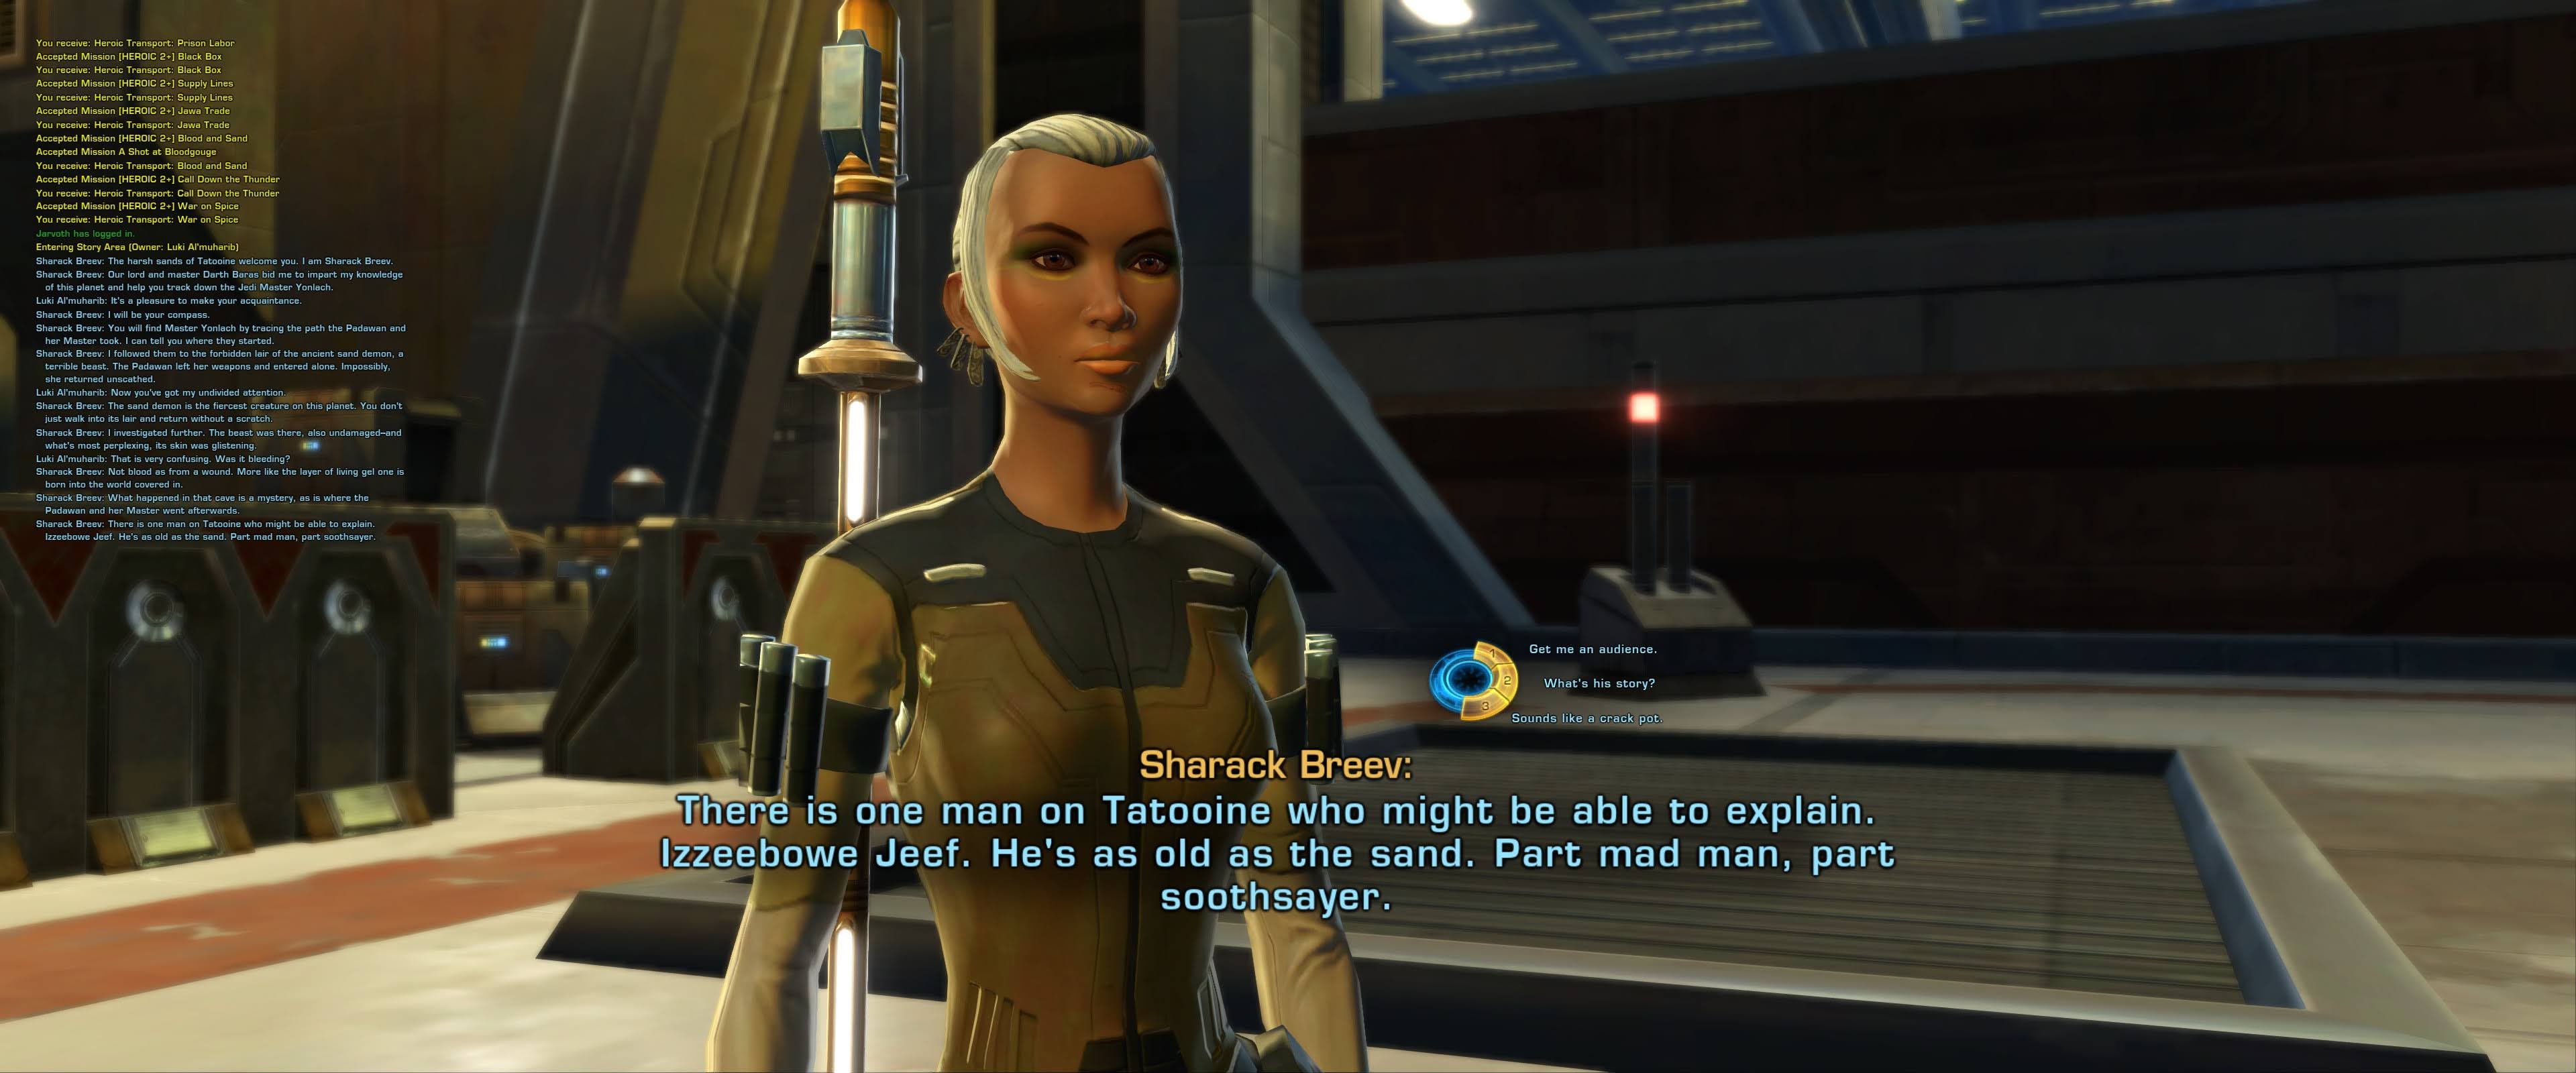 You receive: Heroic Transport: Prison Labor
Accepted Mission [HEROIC 2+] Black Box
You receive: Heroic Transport: Black Box
Accepted Mission [HEROIC 2+] Supply Lines
You receive: Heroic Transport: Supply Lines
Accepted Mission [HEROIC 2+] Jawa Trade
You receive: Heroic Transport: Jawa Trade
Accepted Mission [HEROIC 2+] Blood and Sand
Accepted Mission A Shot at Bloodgouge
You receive: Heroic Transport: Blood and Sand
Accepted Mission [HEROIC 2+] Call Down the Thunder
You receive: Heroic Transport: Call Down the Thunder
Accepted Mission [HEROIC 2+] War on Spice
You receive: Heroic Transport: War on Spice
Jarvoth has logged in.
Entering Story Area (Owner: Luki Al'muharib)
Sharack Breev: The harsh sands of Tatooine welcome you. I am Sharack Breev.
Sharack Breev: Our lord and master Darth Baras bid me to impart my knowledge
of this planet and help you track down the Jedi Master Yonlach.
Luki Al'muharib: It's a pleasure to make your acquaintance.
Sharack Breev: I will be your compass.
Sharack Breev: You will find Master Yonlach by tracing the path the Padawan and
her Master took. I can tell you where they started.
Sharack Breev: I followed them to the forbidden lair of the ancient sand demon, a
terrible beast. The Padawan left her weapons and entered alone. Impossibly,
she returned unscathed.
Luki Al'muharib: Now you've got my undivided attention.
Sharack Breev: The sand demon is the fiercest creature on this planet. You don't
just walk into its lair and return without a scratch.
Sharack Breev: I investigated further. The beast was there, also undamaged—and
what's most perplexing, its skin was glistening.
Luki Al'muharib: That is very confusing. Was it bleeding?
Sharack Breev: Not blood as from a wound. More like the layer of living gel one is
born into the world covered in.
Sharack Breev: What happened in that cave is a mystery, as is where the
Padawan and her Master went afterwards.
Sharack Breev: There is one man on Tatooine who might be able to explain.
Izzeebowe Jeef. He's as old as the sand. Part mad man, part soothsayer.
1 Get me an audience.
2 What's his story?
3 Sounds like a crack pot.
Sharack Breev:
There is one man on Tatooine who might be able to explain.
Izzeebowe Jeef. He's as old as the sand. Part mad man, part
soothsayer.